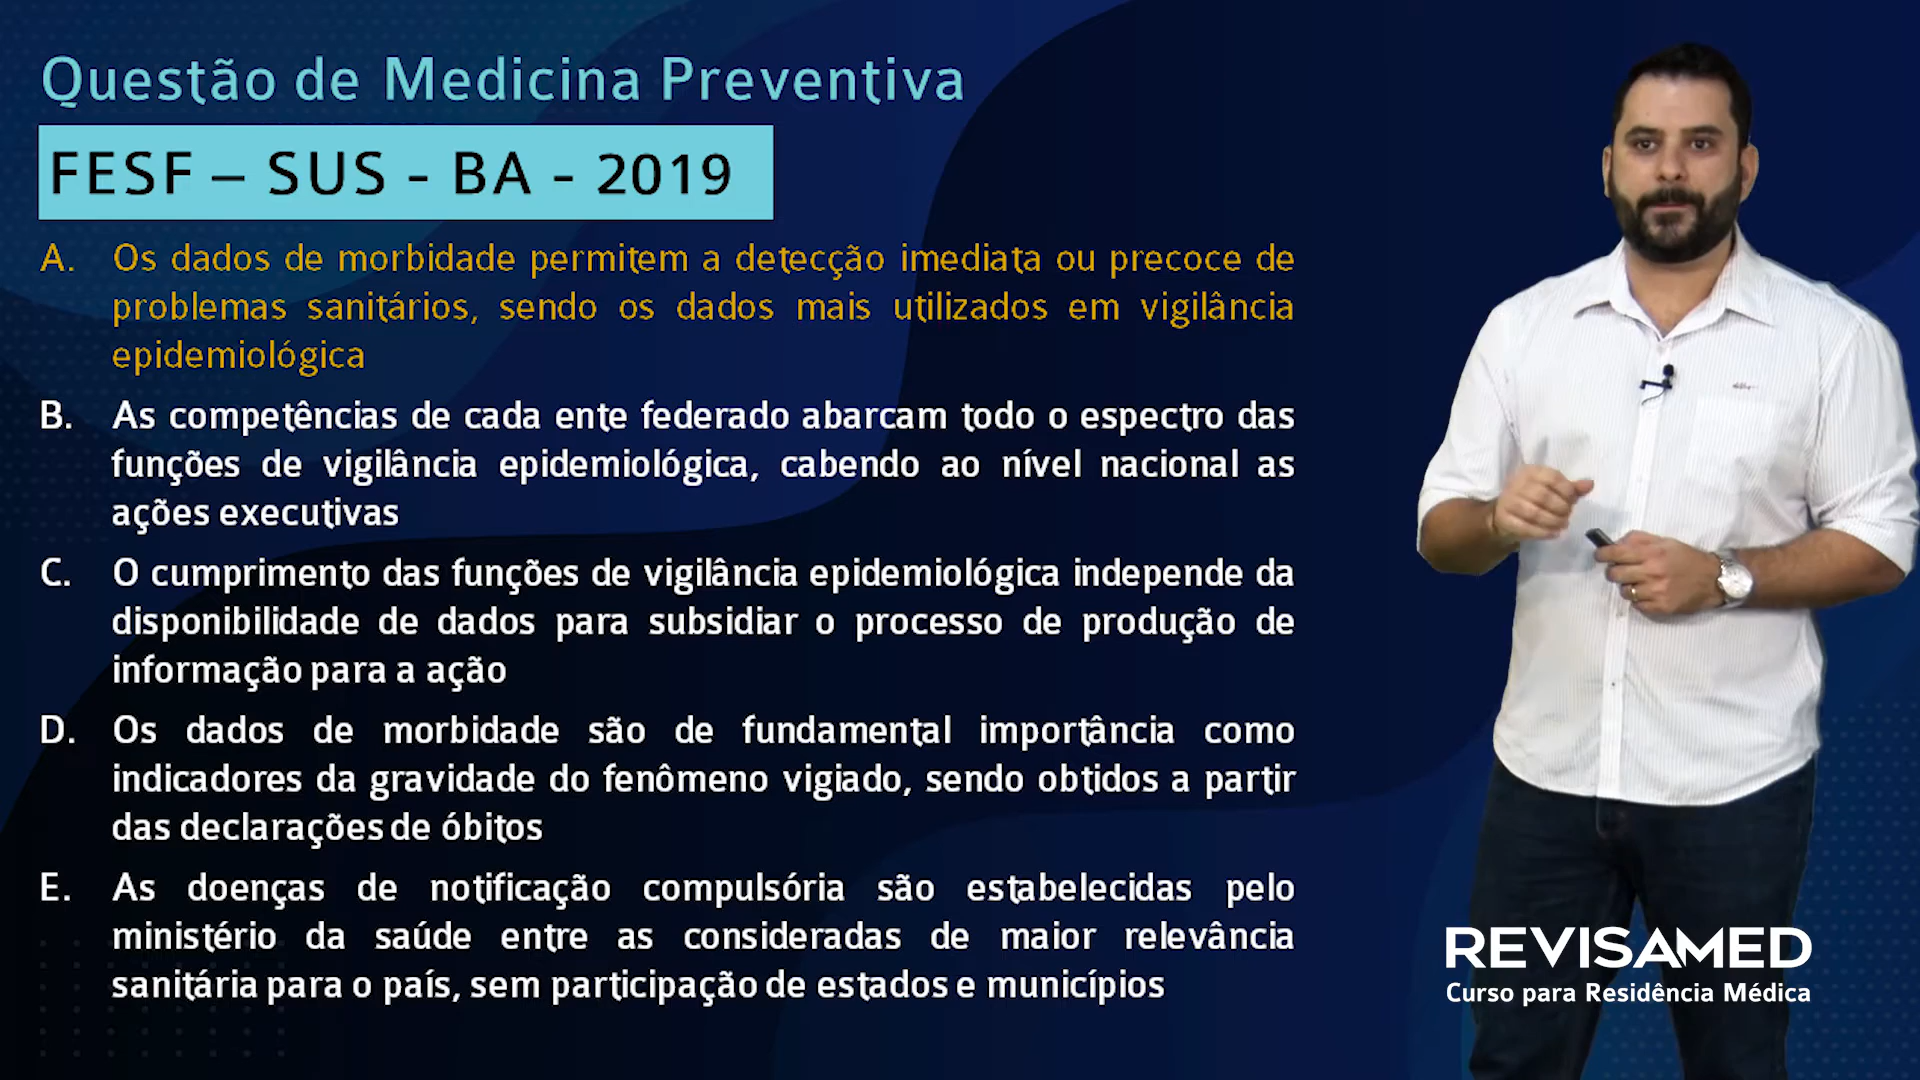 Questão de Medicina Preventiva
FESF – SUS - BA - 2019
A. Os dados de morbidade permitem a detecção imediata ou precoce de
problemas sanitários, sendo os dados mais utilizados em vigilância
epidemiológica
B. As competências de cada ente federado abarcam todo o espectro das
funções de vigilância epidemiológica, cabendo ao nível nacional as
ações executivas
C. O cumprimento das funções de vigilância epidemiológica independe da
disponibilidade de dados para subsidiar o processo de produção de
informação para a ação
D. Os dados de morbidade são de fundamental importância como
indicadores da gravidade do fenômeno vigiado, sendo obtidos a partir
das declarações de óbitos
E. As doenças de notificação compulsória são estabelecidas pelo
ministério da saúde entre as consideradas de maior relevância
sanitária para o país, sem participação de estados e municípios
REVISAMED
Curso para Residência Médica